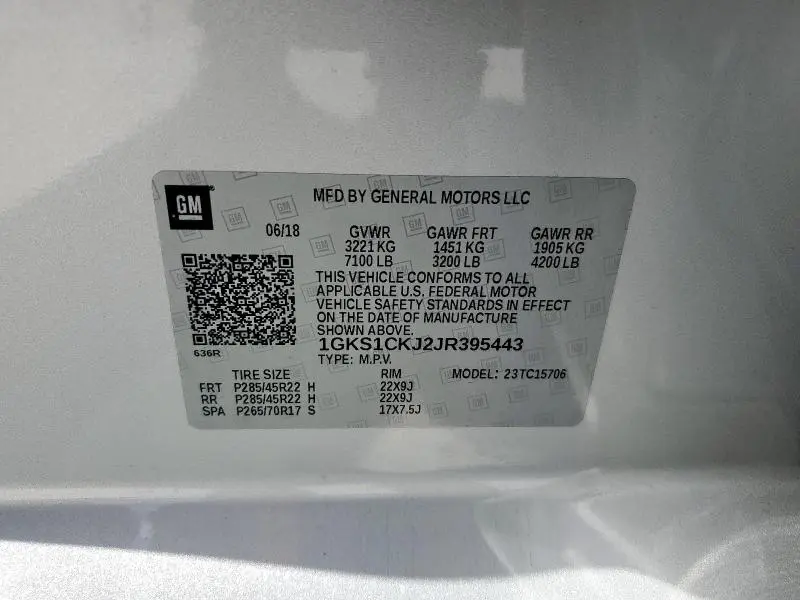 GM
MFD BY GENERAL MOTORS LLC
06/18 GVWR GAWR FRT GAWR RR
3221 KG 1451 KG 1905 KG
7100 LB 3200 LB 4200 LB
THIS VEHICLE CONFORMS TO ALL
APPLICABLE U.S. FEDERAL MOTOR
VEHICLE SAFETY STANDARDS IN EFFECT
ON THE DATE OF MANUFACTURE
SHOWN ABOVE.
1GKS1CKJ2JR395443
636R
TYPE: M.P.V.
TIRE SIZE RIM MODEL: 23TC15706
FRT P285/45R22 H 22X9J
RR P285/45R22 H 22X9J
SPA P265/70R17 S 17X7.5J